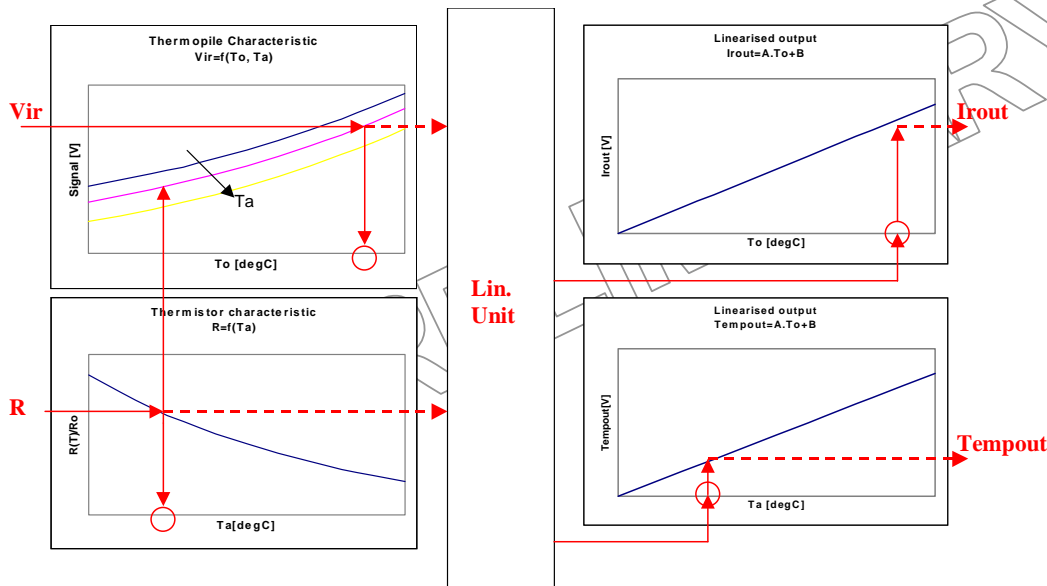 Thermopile Characteristic
Vir=f(To, Ta)
Vir
Signal [V]
Ta
To [degC]
Thermistor characteristic
R=f(Ta)
R
R(T)/Ro
Ta[degC]
Lin.
Unit
Linearised output
Irout=A.To+B
Irout
Irout [V]
To [degC]
Linearised output
Tempout=A.To+B
Tempout[V]
Tempout
Ta [degC]